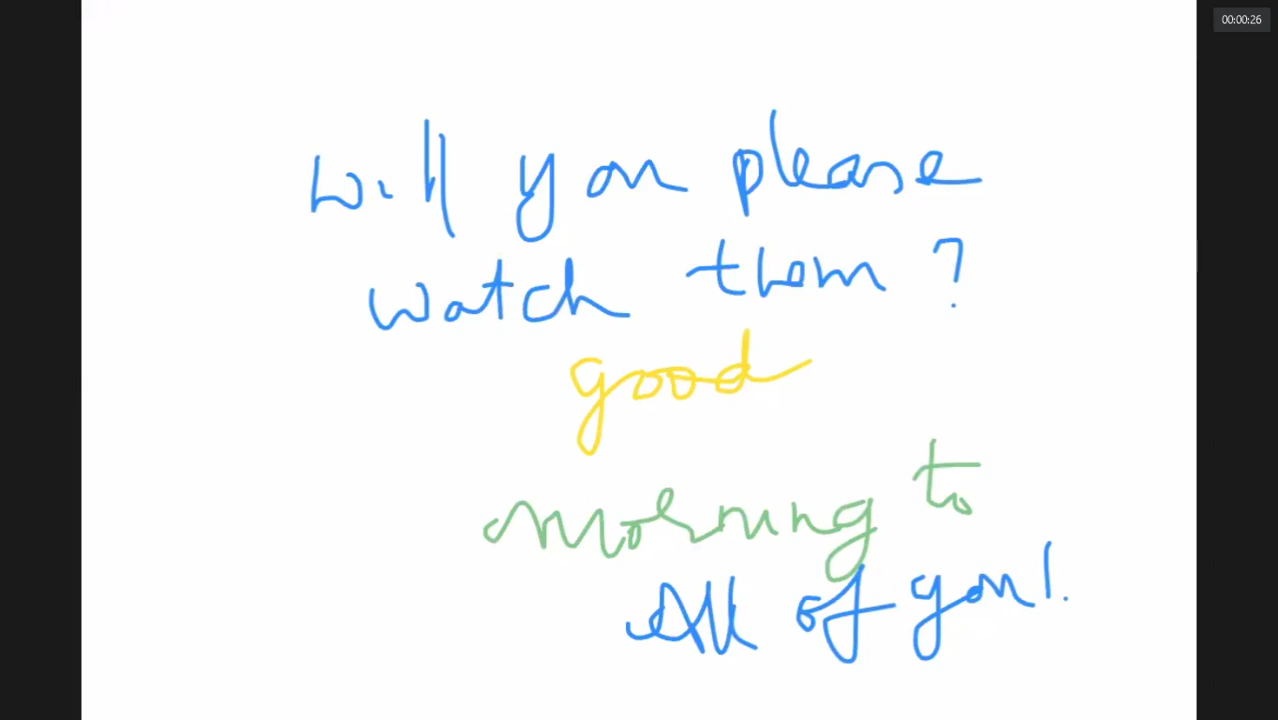 00:00:26
Will you please
watch them ?
good
morning to
All of you!